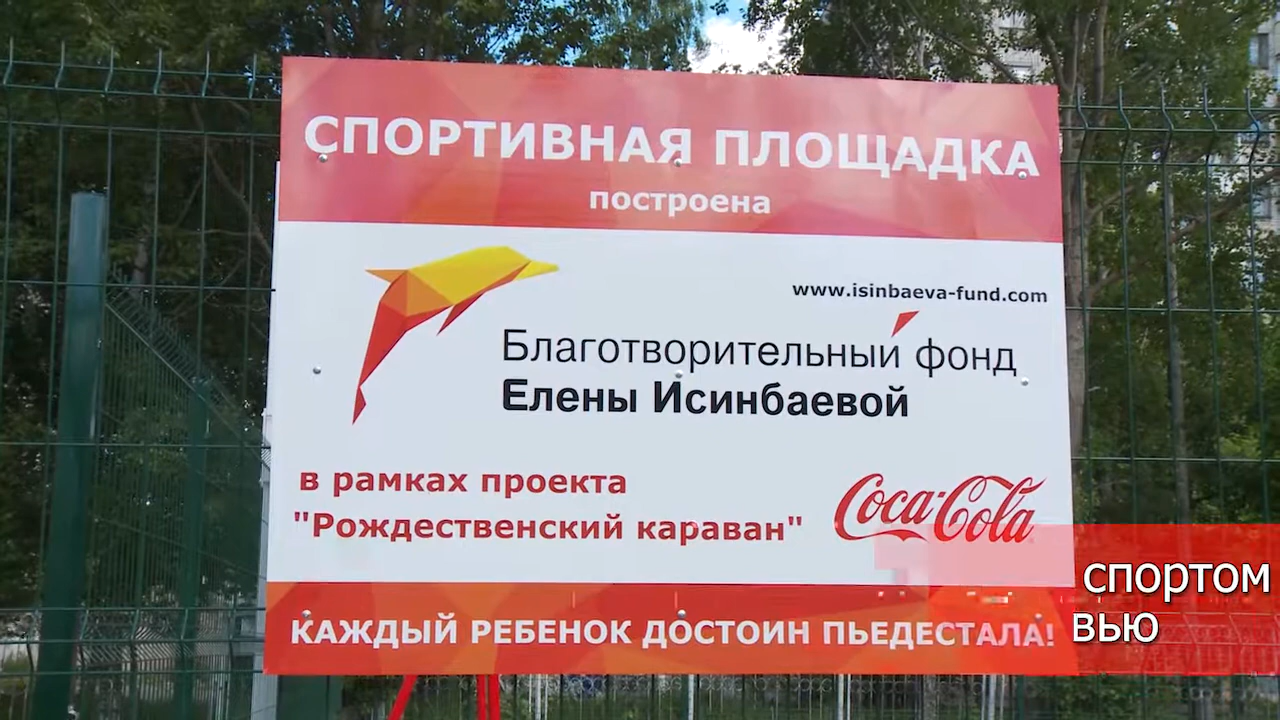 СПОРТИВНАЯ ПЛОЩАДКА
построена
www.isinbaeva-fund.com
Благотворительный фонд
Елены Исинбаевой
в рамках проекта
"Рождественский караван"
Coca-Cola
КАЖДЫЙ РЕБЕНОК ДОСТОИН ПЬЕДЕСТАЛА!
спортом
вью